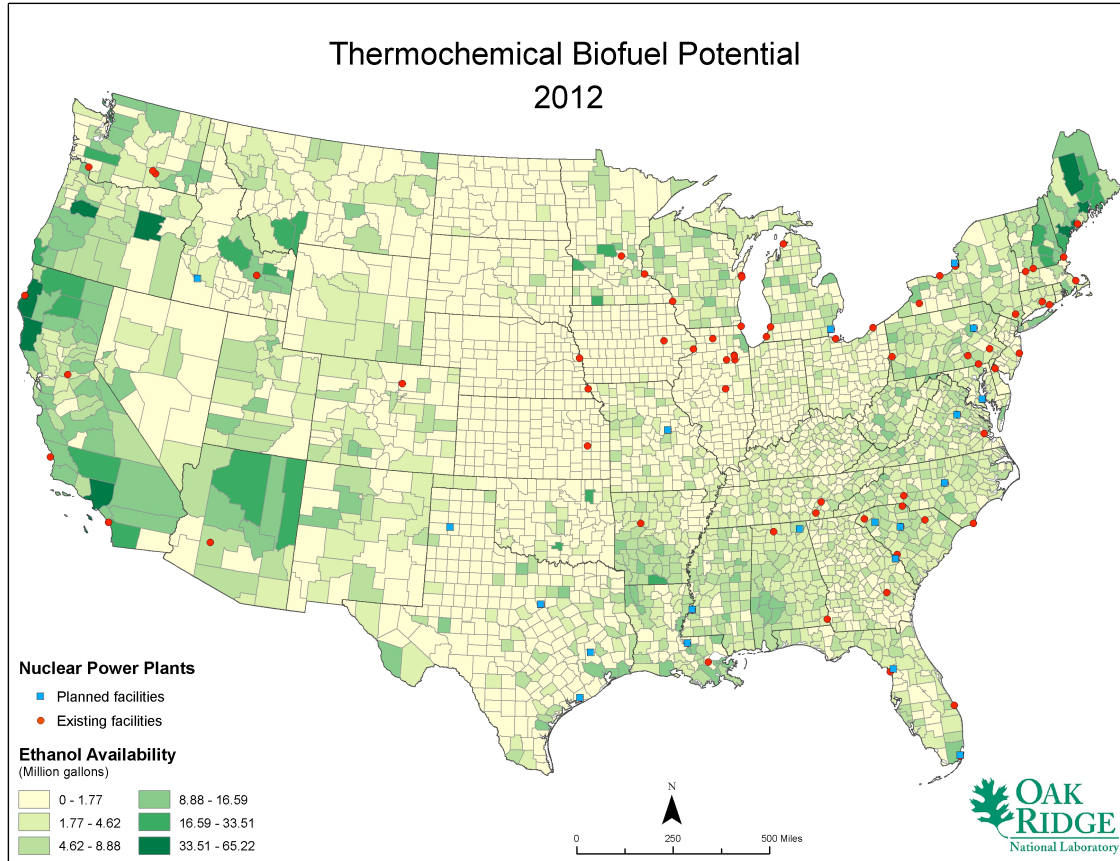 Thermochemical Biofuel Potential
2012
Nuclear Power Plants
Planned facilities
Existing facilities
Ethanol Availability
(Million gallons)
0 - 1.77
8.88 - 16.59
1.77 - 4.62
16.59 - 33.51
4.62 - 8.88
33.51 - 65.22
N
0 250 500 Miles
OAK
RIDGE
National Laboratory